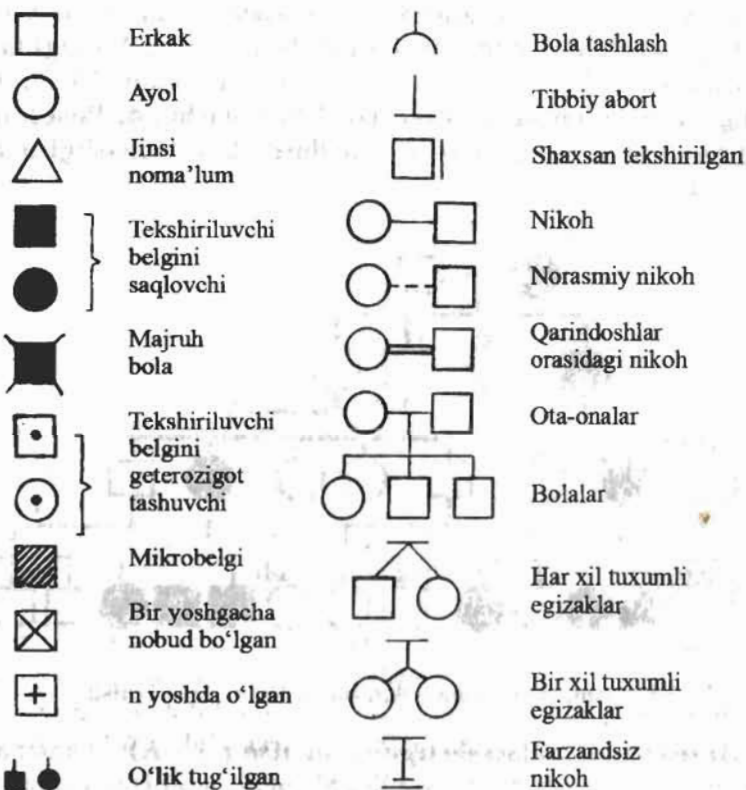 Erkak
Ayol
Jinsi
noma'lum
Tekshiriluvchi
belgini
saqlovchi
Majruh
bola
Tekshiriluvchi
belgini
geterozigot
tashuvchi
Mikrobelgi
Bir yoshgacha
nobud bo‘lgan
n yoshda o‘lgan
O‘lik tug‘ilgan
Bola tashlash
Tibbiy abort
Shaxsan tekshirilgan
Nikoh
Norasmiy nikoh
Qarindoshlar
orasidagi nikoh
Ota-onalar
Bolalar
Har xil tuxumli
egizaklar
Bir xil tuxumli
egizaklar
Farzandsiz
nikoh